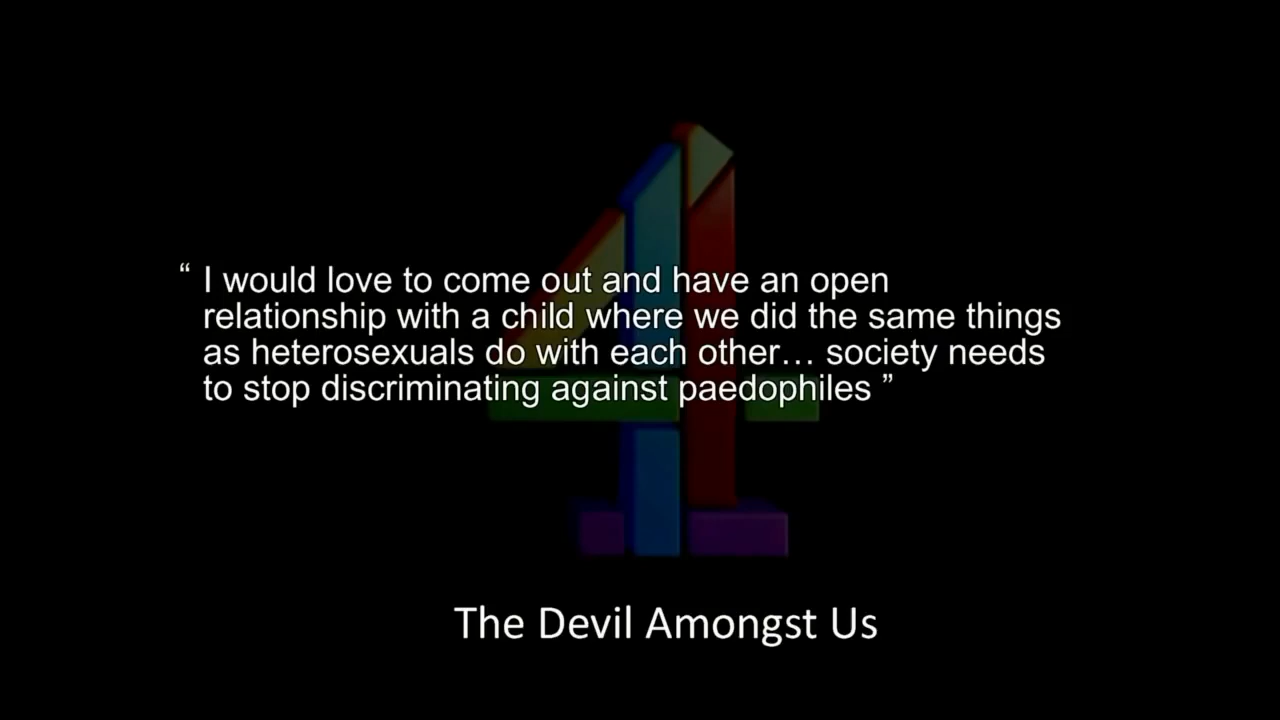 “ I would love to come out and have an open
relationship with a child where we did the same things
as heterosexuals do with each other… society needs
to stop discriminating against paedophiles ”
The Devil Amongst Us